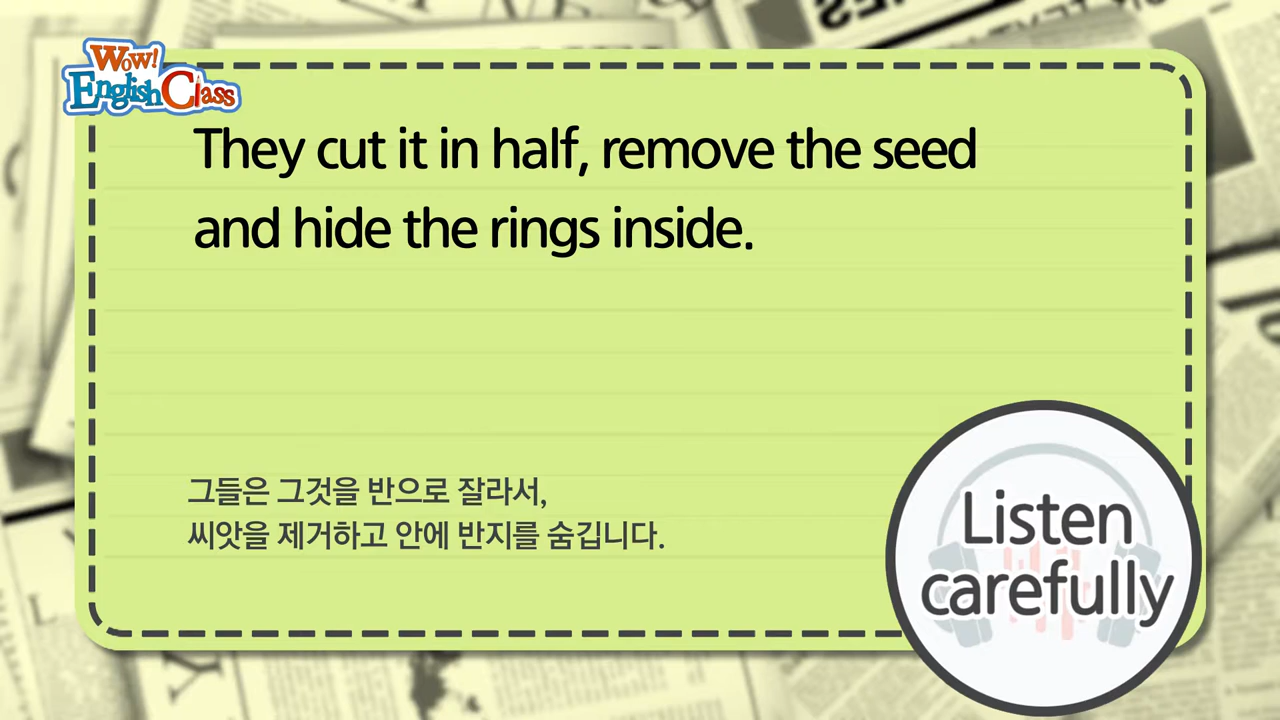 Wow!
English Class
They cut it in half, remove the seed
and hide the rings inside.
그들은 그것을 반으로 잘라서,
씨앗을 제거하고 안에 반지를 숨깁니다.
Listen
carefully